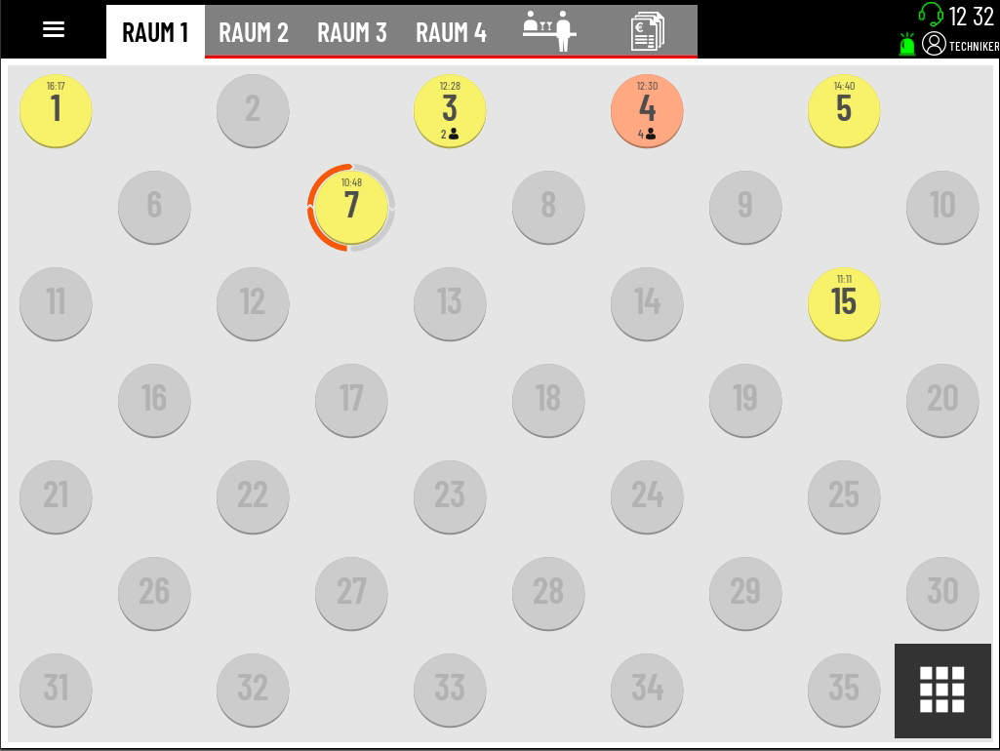 RAUM 1 RAUM 2 RAUM 3 RAUM 4 € 12 32
TECHNIKER
16:17 12:28 12:30 14:40
1 2 3 4 5
2 4
10:48
6 7 8 9 10
11:11
11 12 13 14 15
16 17 18 19 20
21 22 23 24 25
26 27 28 29 30
31 32 33 34 35